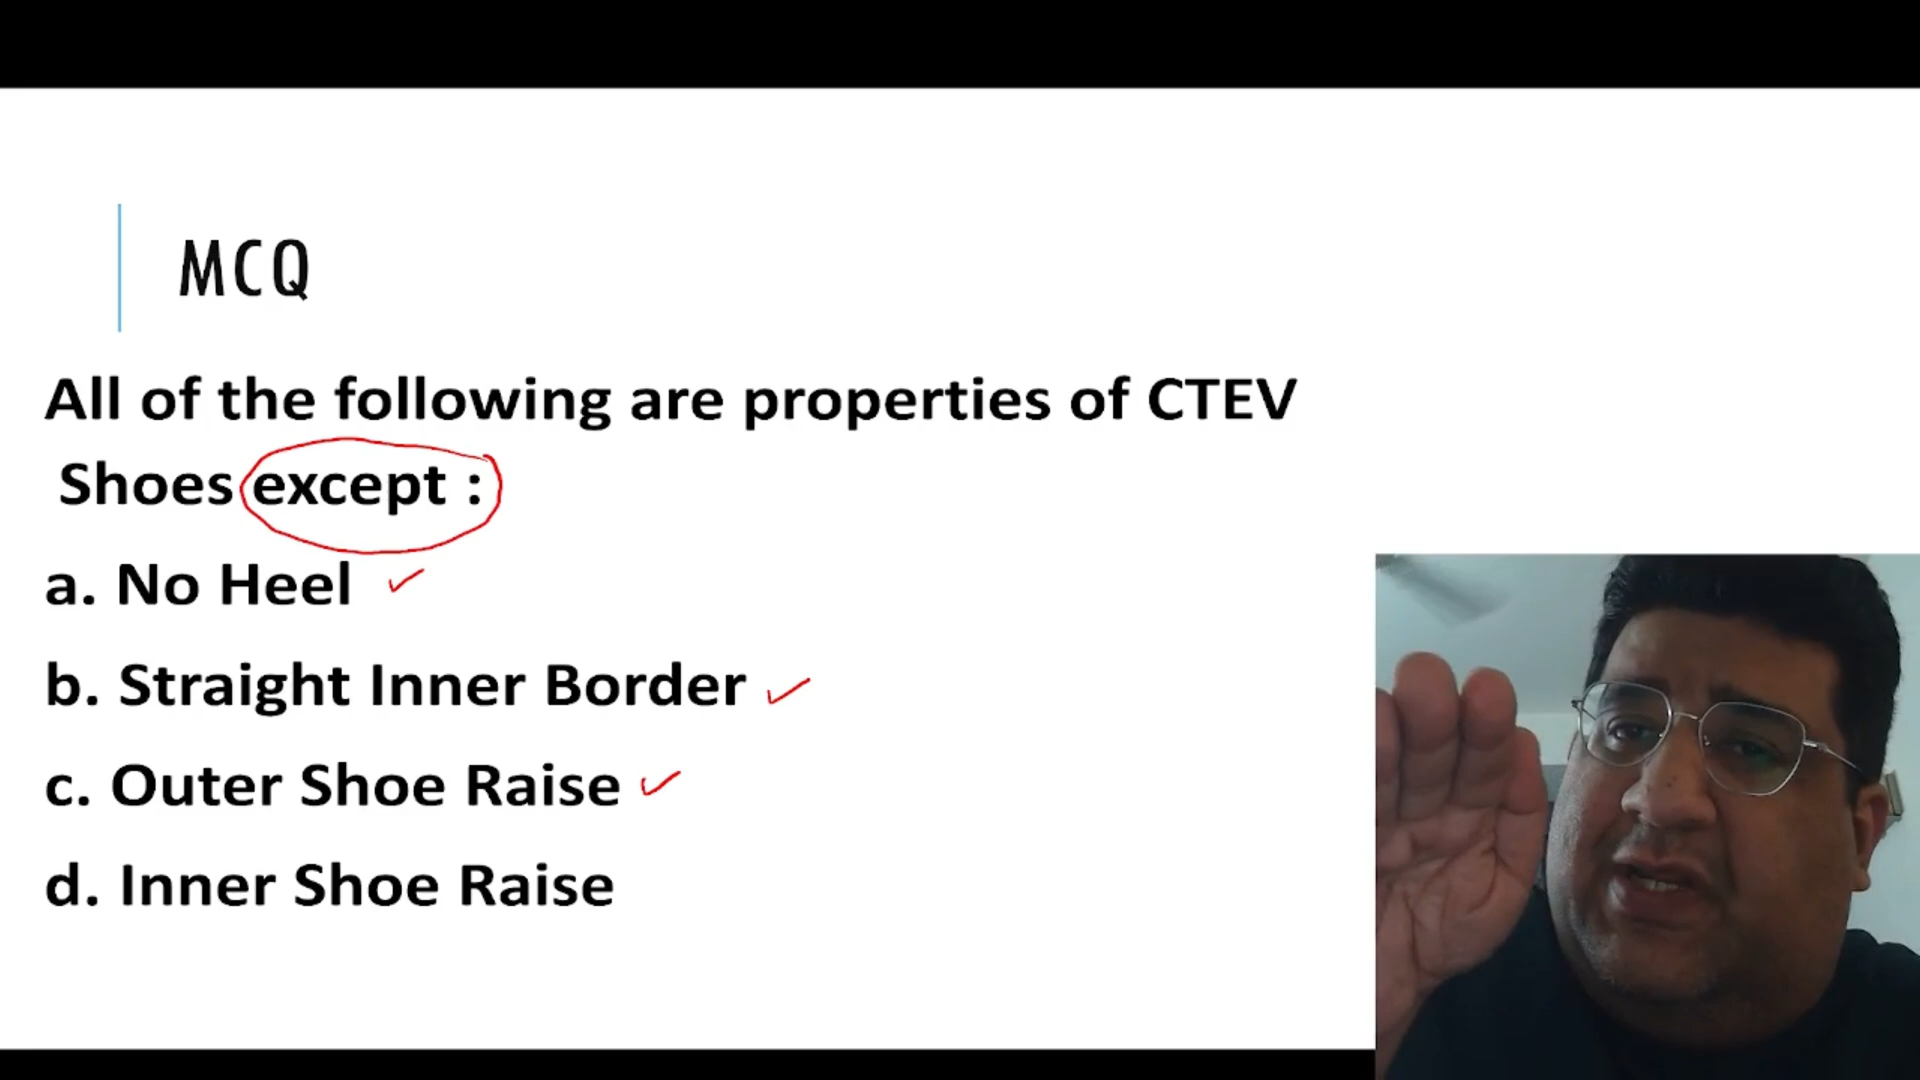 MCQ
All of the following are properties of CTEV
Shoes except :
a. No Heel
b. Straight Inner Border
c. Outer Shoe Raise
d. Inner Shoe Raise